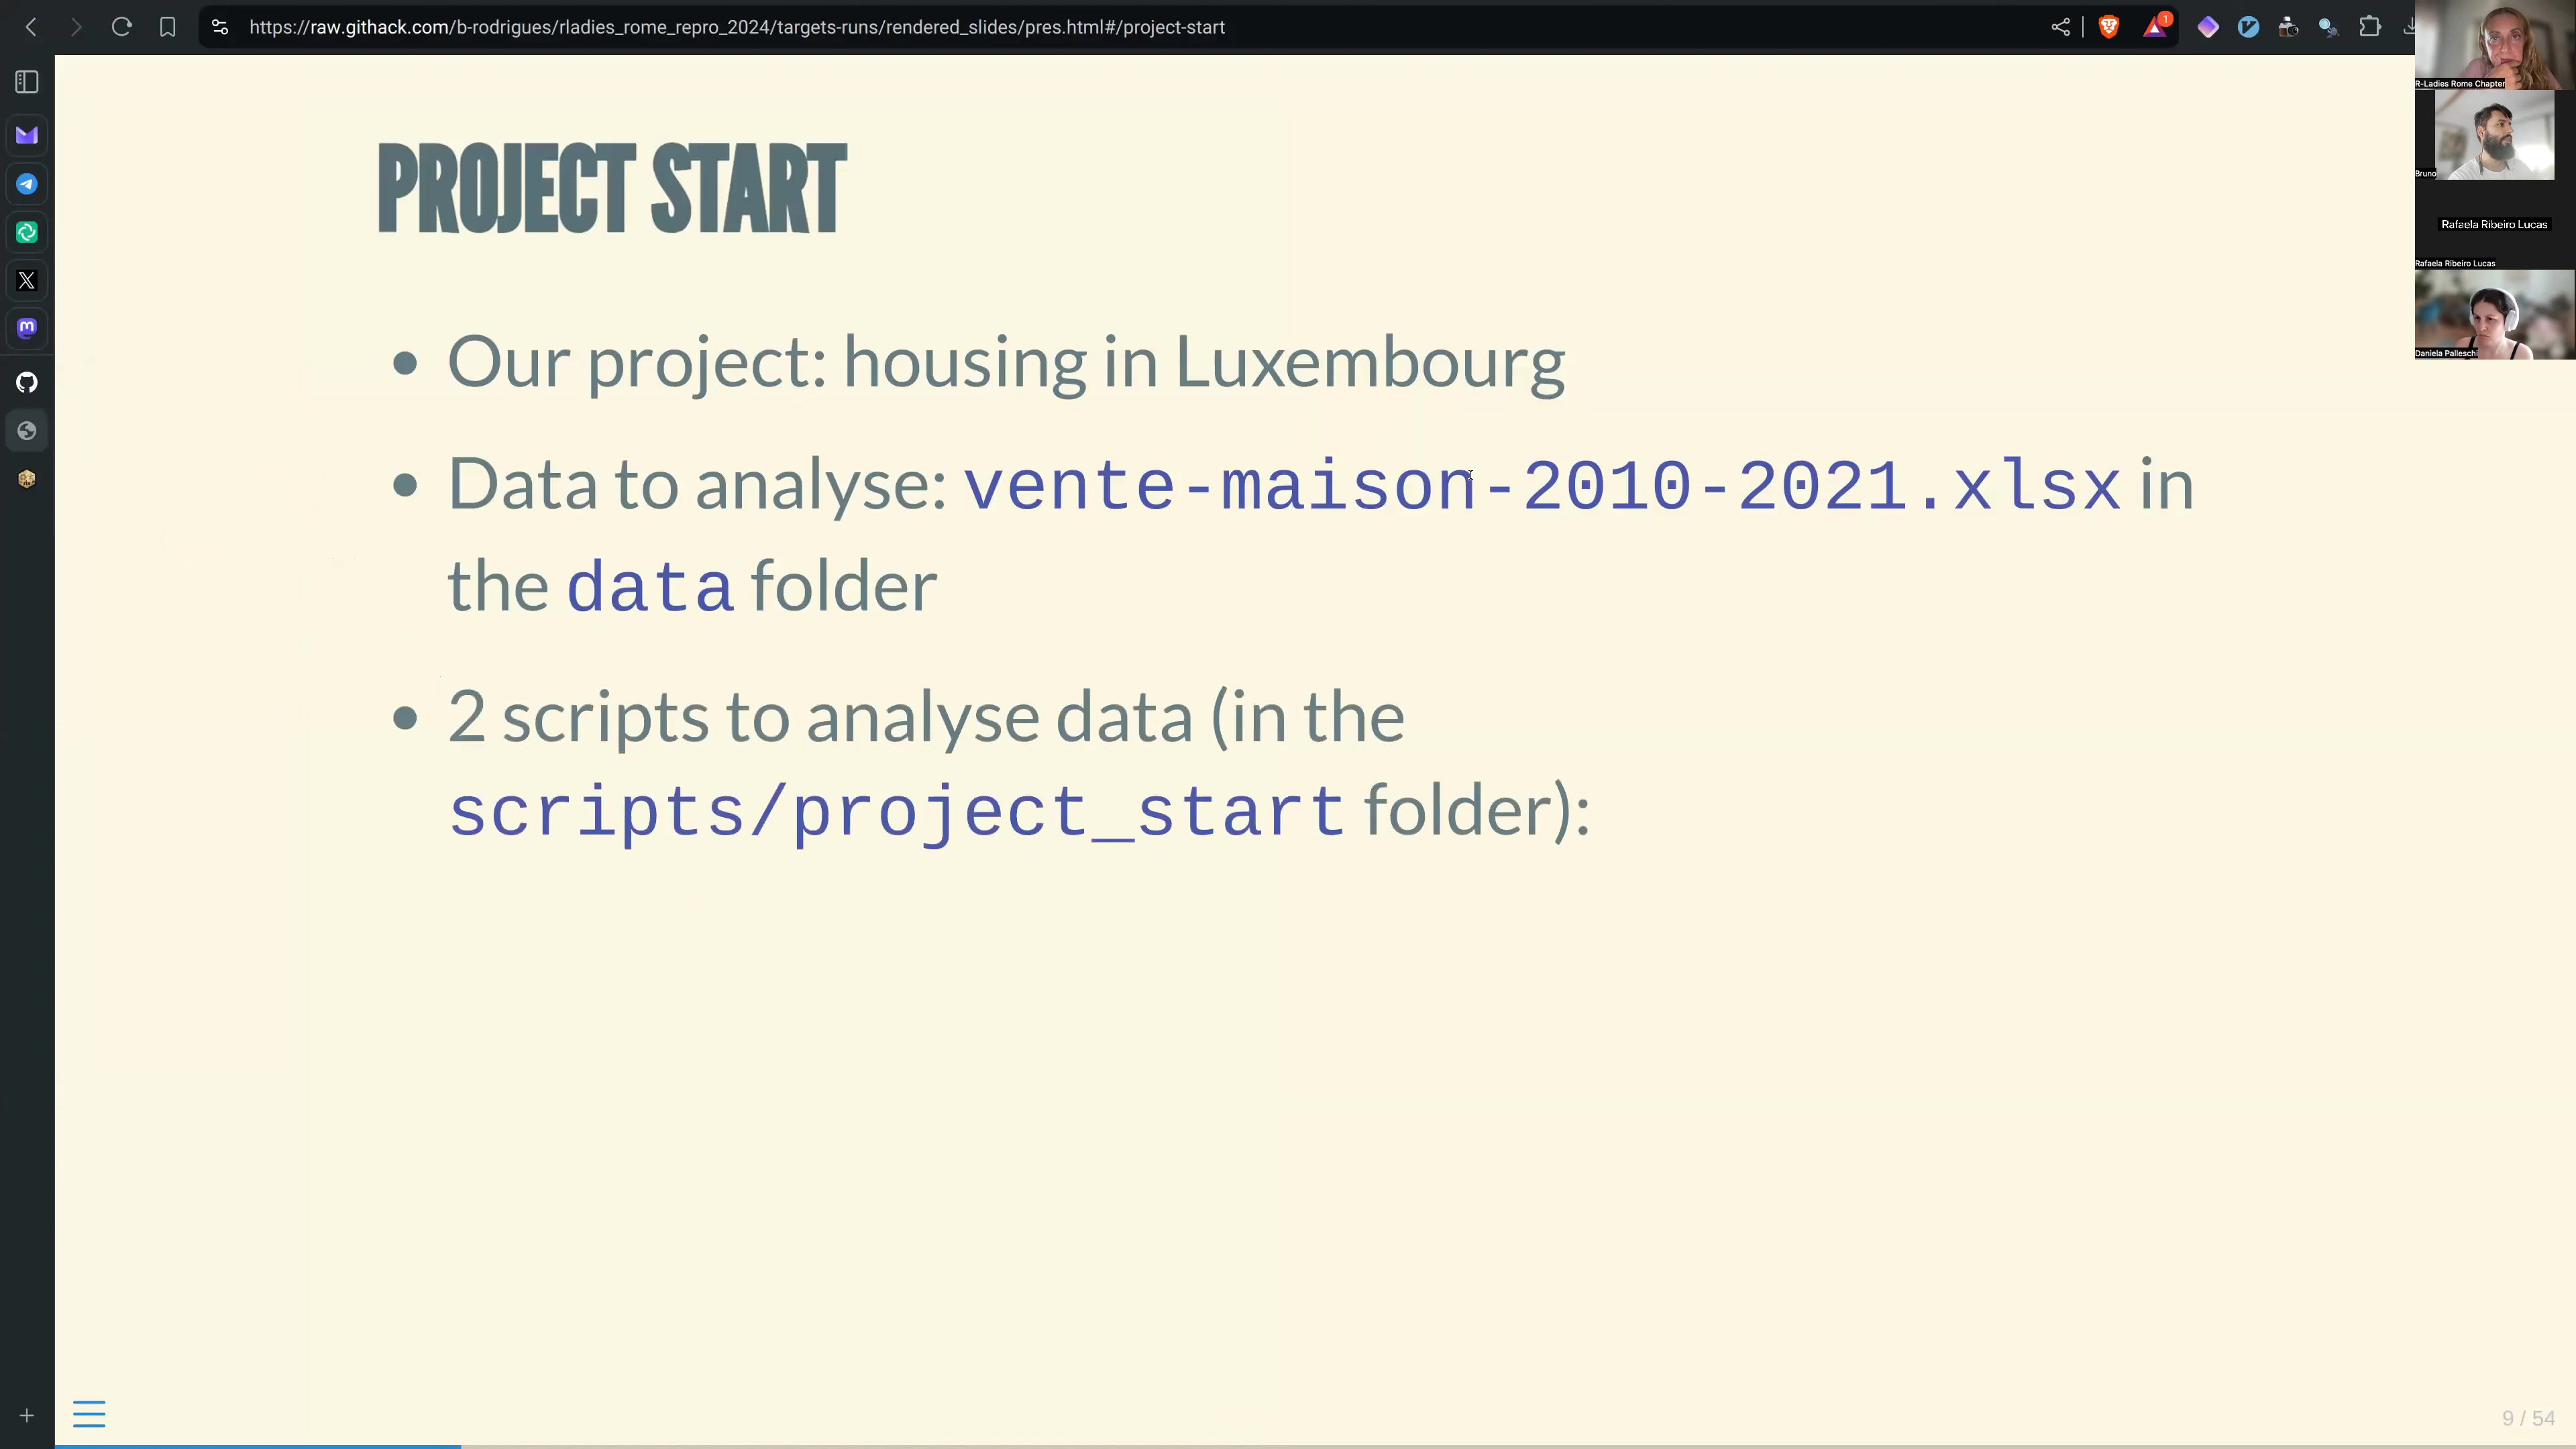 https://raw.githack.com/b-rodrigues/rladies_rome_repro_2024/targets-runs/rendered_slides/pres.html#/project-start
1
R-Ladies Rome Chapter
Bruno
Rafaela Ribeiro Lucas
Rafaela Ribeiro Lucas
Daniela Palleschi
PROJECT START
• Our project: housing in Luxembourg
• Data to analyse: vente-maison-2010-2021.xlsx in
the data folder
• 2 scripts to analyse data (in the
scripts/project_start folder):
9 / 54